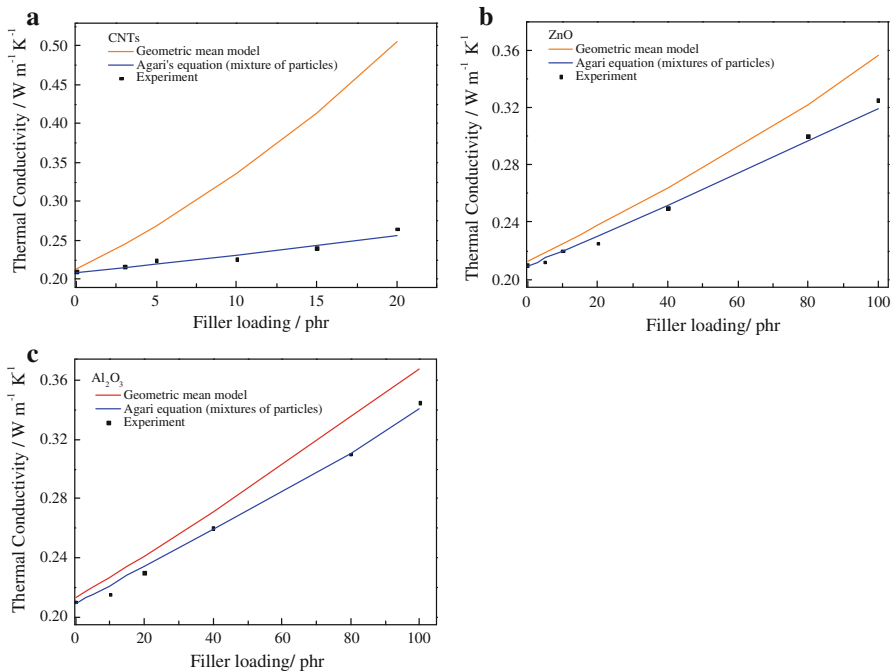 a
CNTs
Geometric mean model
Agari's equation (mixture of particles)
Experiment
Thermal Conductivity / W m⁻¹ K⁻¹
0.50
0.45
0.40
0.35
0.30
0.25
0.20
0 5 10 15 20
Filler loading / phr
b
ZnO
Geometric mean model
Agari equation (mixtures of particles)
Experiment
Thermal Conductivity / W m⁻¹ K⁻¹
0.36
0.32
0.28
0.24
0.20
0 20 40 60 80 100
Filler loading/ phr
c
Al₂O₃
Geometric mean model
Agari equation (mixtures of particles)
Experiment
Thermal Conductivity / W m⁻¹ K⁻¹
0.36
0.32
0.28
0.24
0.20
0 20 40 60 80 100
Filler loading/ phr